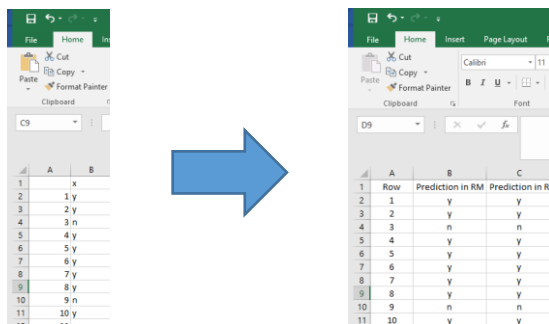 File Home In
Cut
Copy
Format Painter
Paste
Clipboard
C9
A B
1 x
2 1 y
3 2 y
4 3 n
5 4 y
6 5 y
7 6 y
8 7 y
9 8 y
10 9 n
11 10 y
File Home Insert Page Layout F
Cut
Copy
Format Painter
Paste
Calibri 11
B I U
Clipboard Font
D9 fx
A B C
1 Row Prediction in RM Prediction in R
2 1 y y
3 2 y y
4 3 n n
5 4 y y
6 5 y y
7 6 y y
8 7 y y
9 8 y y
10 9 n n
11 10 y y